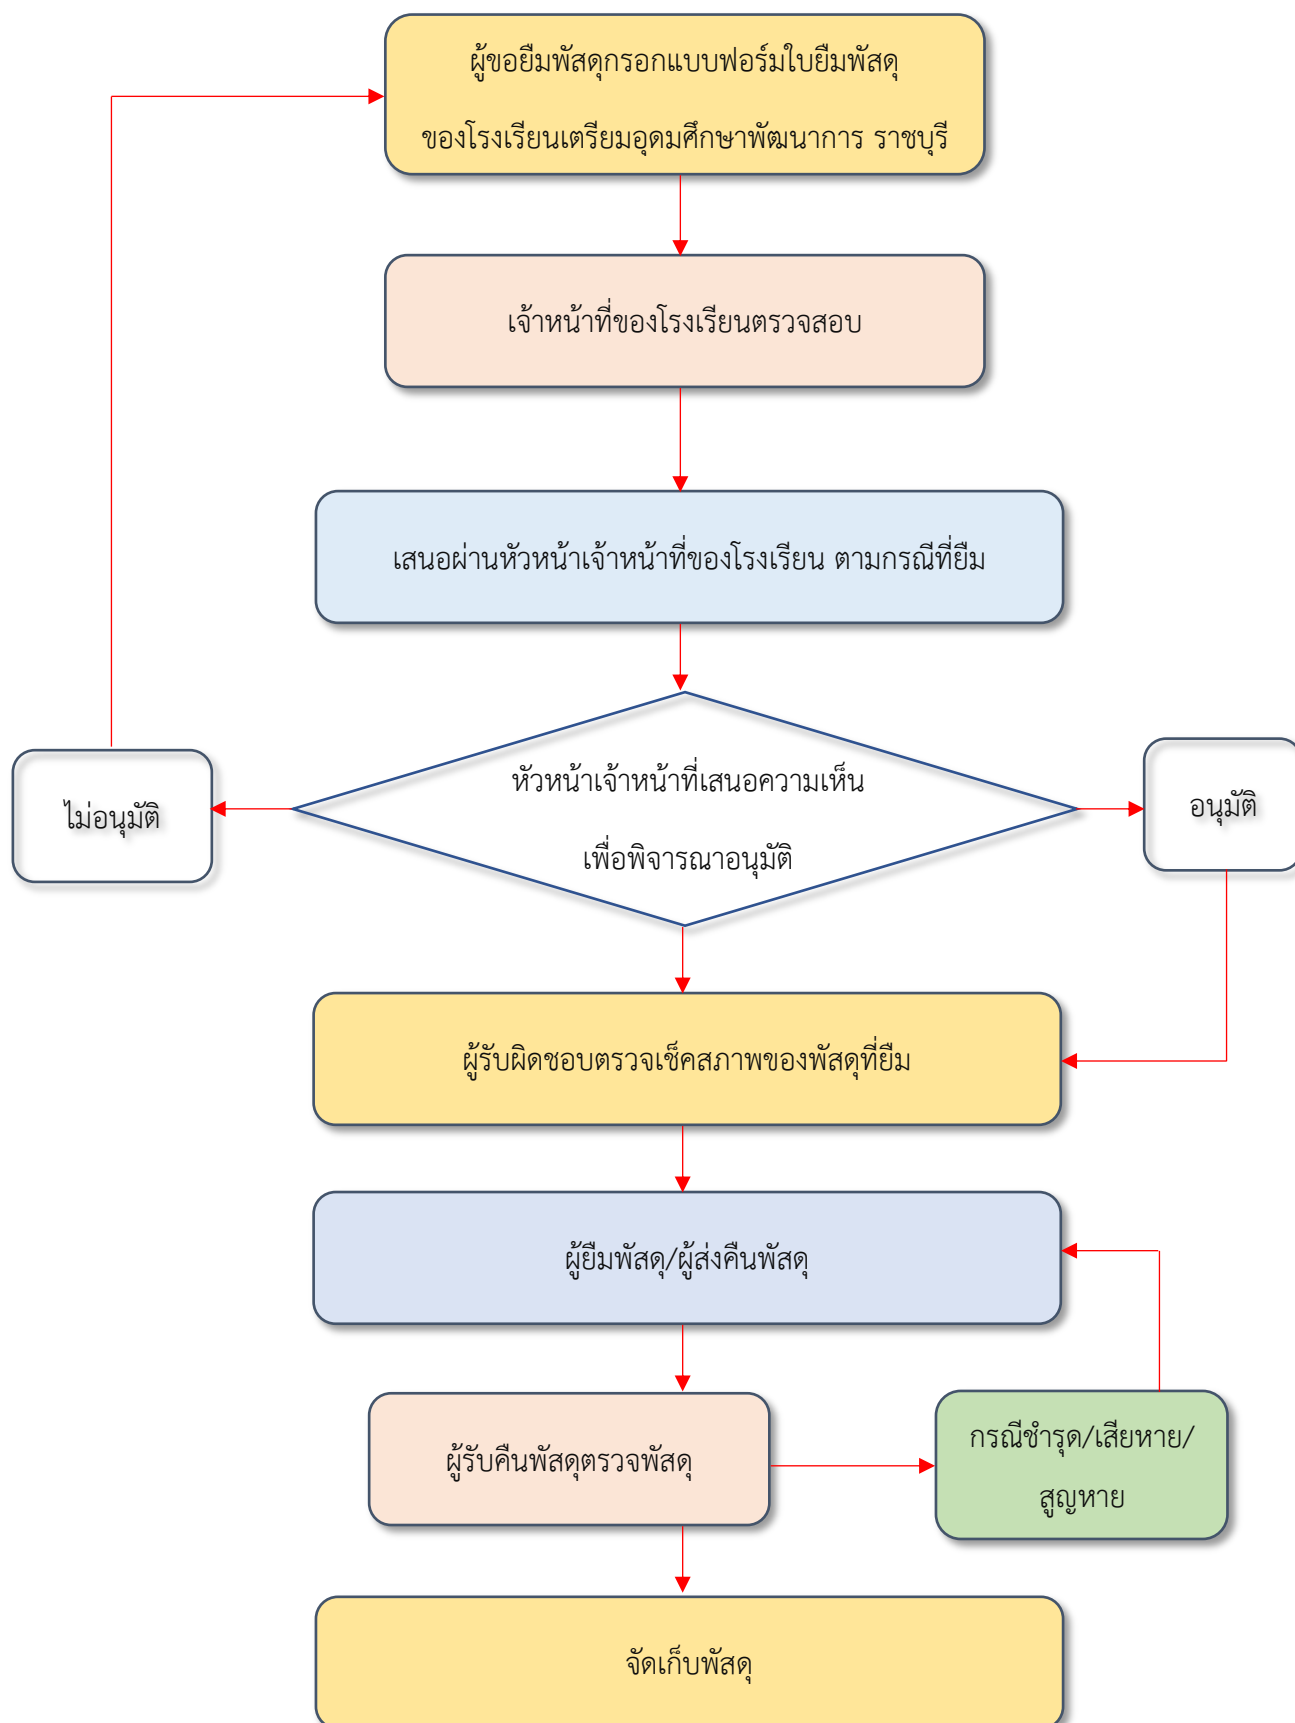 ผู้ขอยืมพัสดุกรอกแบบฟอร์มใบยืมพัสดุ
ของโรงเรียนเตรียมอุดมศึกษาพัฒนาการ ราชบุรี
เจ้าหน้าที่ของโรงเรียนตรวจสอบ
เสนอผ่านหัวหน้าเจ้าหน้าที่ของโรงเรียน ตามกรณีที่ยืม
หัวหน้าเจ้าหน้าที่เสนอความเห็น
เพื่อพิจารณาอนุมัติ
ไม่อนุมัติ
อนุมัติ
ผู้รับผิดชอบตรวจเช็คสภาพของพัสดุที่ยืม
ผู้ยืมพัสดุ/ผู้ส่งคืนพัสดุ
ผู้รับคืนพัสดุตรวจพัสดุ
กรณีชำรุด/เสียหาย/
สูญหาย
จัดเก็บพัสดุ